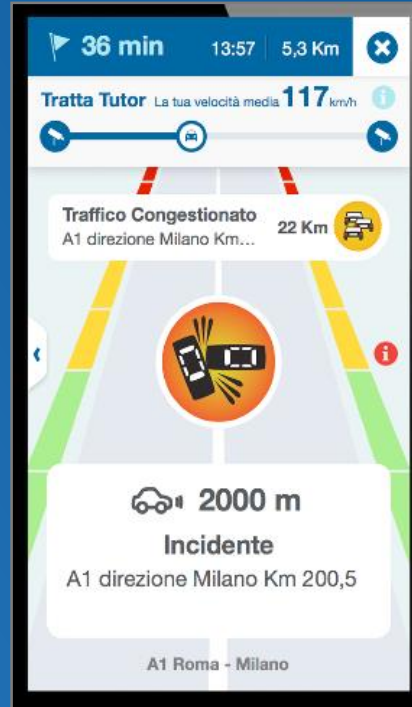 36 min 13:57 5,3 Km
Tratta Tutor La tua velocità media 117 km/h i
Traffico Congestionato
22 Km
A1 direzione Milano Km...
i
2000 m
Incidente
A1 direzione Milano Km 200,5
A1 Roma - Milano